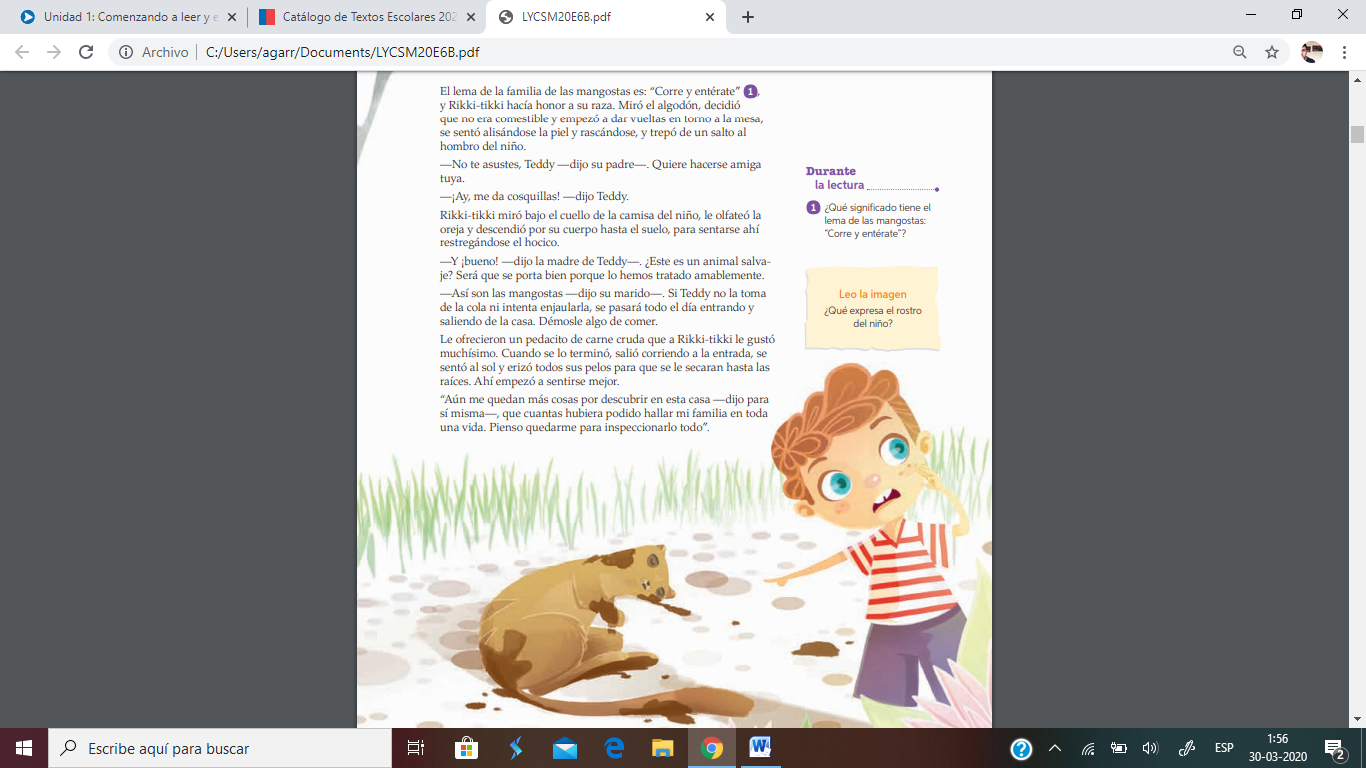 Unidad 1: Comenzando a leer y e
Catálogo de Textos Escolares 202
LYCSM20E6B.pdf
Archivo
C:/Users/agarr/Documents/LYCSM20E6B.pdf
El lema de la familia de las mangostas es: “Corre y entérate” 1,
y Rikki-tikki hacía honor a su raza. Miró el algodón, decidió
que no era comestible y empezó a dar vueltas en torno a la mesa,
se sentó alisándose la piel y rascándose, y trepó de un salto al
hombro del niño.
—No te asustes, Teddy —dijo su padre—. Quiere hacerse amiga
tuya.
—¡Ay, me da cosquillas! —dijo Teddy.
Rikki-tikki miró bajo el cuello de la camisa del niño, le olfateó la
oreja y descendió por su cuerpo hasta el suelo, para sentarse ahí
restregándose el hocico.
—Y ¡bueno! —dijo la madre de Teddy—. ¿Este es un animal salva-
je? Será que se porta bien porque lo hemos tratado amablemente.
—Así son las mangostas —dijo su marido—. Si Teddy no la toma
de la cola ni intenta enjaularla, se pasará todo el día entrando y
saliendo de la casa. Démosle algo de comer.
Le ofrecieron un pedacito de carne cruda que a Rikki-tikki le gustó
muchísimo. Cuando se lo terminó, salió corriendo a la entrada, se
sentó al sol y erizó todos sus pelos para que se le secaran hasta las
raíces. Ahí empezó a sentirse mejor.
“Aún me quedan más cosas por descubrir en esta casa —dijo para
sí misma—, que cuantas hubiera podido hallar mi familia en toda
una vida. Pienso quedarme para inspeccionarlo todo”.
Durante
la lectura
1 ¿Qué significado tiene el
lema de las mangostas:
“Corre y entérate”?
Leo la imagen
¿Qué expresa el rostro
del niño?
Escribe aquí para buscar
ESP
1:56
30-03-2020
2